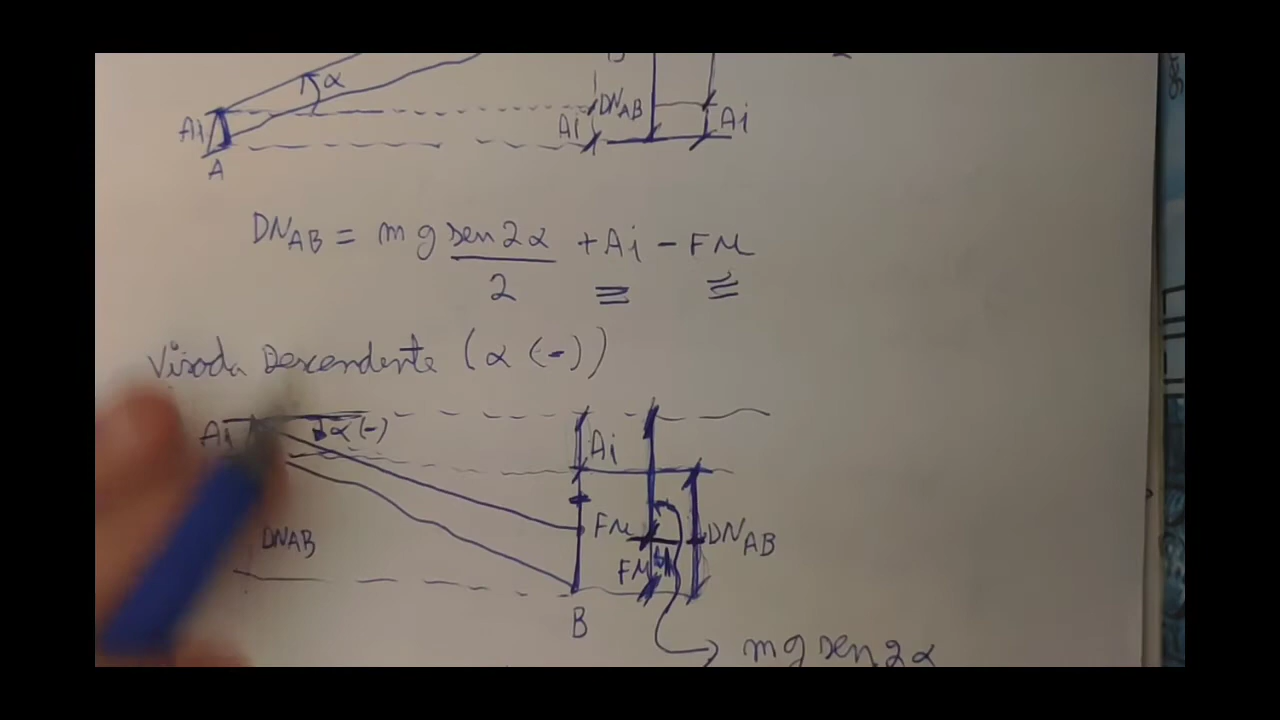 α
Ai
DNAB
Ai
Ai
A
DNAB = mg sen2α + Ai - FM
2
Visada Descendente (α (-))
Ai
α (-)
Ai
FM
DNAB
DNAB
FM
B
mg sen2α